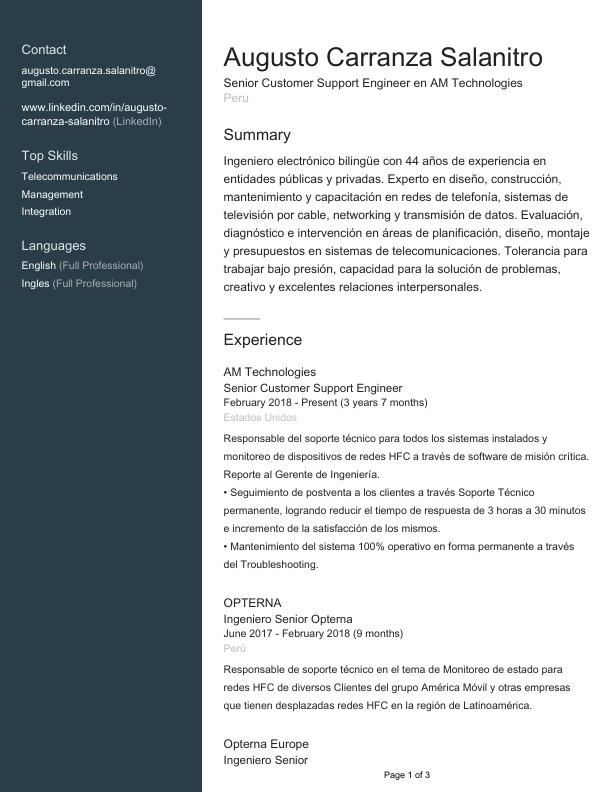 Contact
augusto.carranza.salanitro@
gmail.com
www.linkedin.com/in/augusto-
carranza-salanitro (LinkedIn)
Top Skills
Telecommunications
Management
Integration
Languages
English (Full Professional)
Ingles (Full Professional)
Augusto Carranza Salanitro
Senior Customer Support Engineer en AM Technologies
Peru
Summary
Ingeniero electrónico bilingüe con 44 años de experiencia en
entidades públicas y privadas. Experto en diseño, construcción,
mantenimiento y capacitación en redes de telefonía, sistemas de
televisión por cable, networking y transmisión de datos. Evaluación,
diagnóstico e intervención en áreas de planificación, diseño, montaje
y presupuestos en sistemas de telecomunicaciones. Tolerancia para
trabajar bajo presión, capacidad para la solución de problemas,
creativo y excelentes relaciones interpersonales.
Experience
AM Technologies
Senior Customer Support Engineer
February 2018 - Present (3 years 7 months)
Estados Unidos
Responsable del soporte técnico para todos los sistemas instalados y
monitoreo de dispositivos de redes HFC a través de software de misión crítica.
Reporte al Gerente de Ingeniería.
• Seguimiento de postventa a los clientes a través Soporte Técnico
permanente, logrando reducir el tiempo de respuesta de 3 horas a 30 minutos
e incremento de la satisfacción de los mismos.
• Mantenimiento del sistema 100% operativo en forma permanente a través
del Troubleshooting.
OPTERNA
Ingeniero Senior Opterna
June 2017 - February 2018 (9 months)
Perú
Responsable de soporte técnico en el tema de Monitoreo de estado para
redes HFC de diversos Clientes del grupo América Móvil y otras empresas
que tienen desplazadas redes HFC en la región de Latinoamérica.
Opterna Europe
Ingeniero Senior
Page 1 of 3